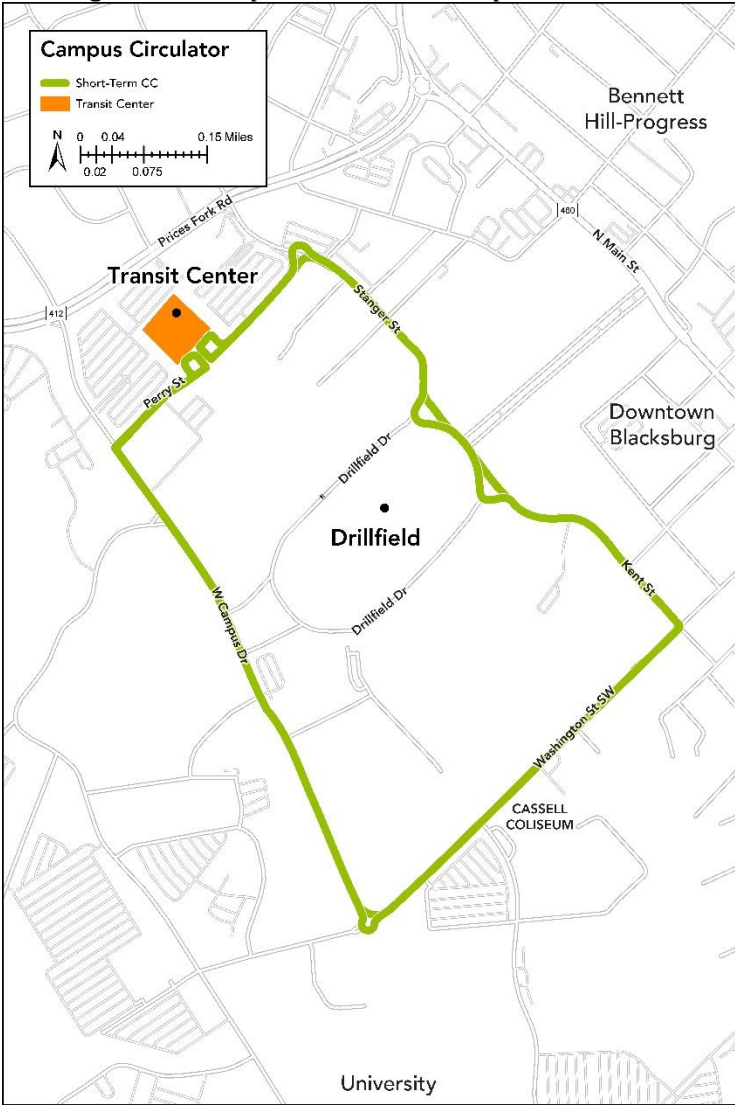 Campus Circulator
Short-Term CC
Transit Center
N
0 0.04 0.15 Miles
0.02 0.075
Bennett
Hill-Progress
460
N Main St
Prices Fork Rd
Transit Center
412
Stanger St
Perry St
Downtown
Blacksburg
Drillfield Dr
Drillfield
Kent St
Drillfield Dr
W Campus Dr
Washington St SW
CASSELL
COLISEUM
University